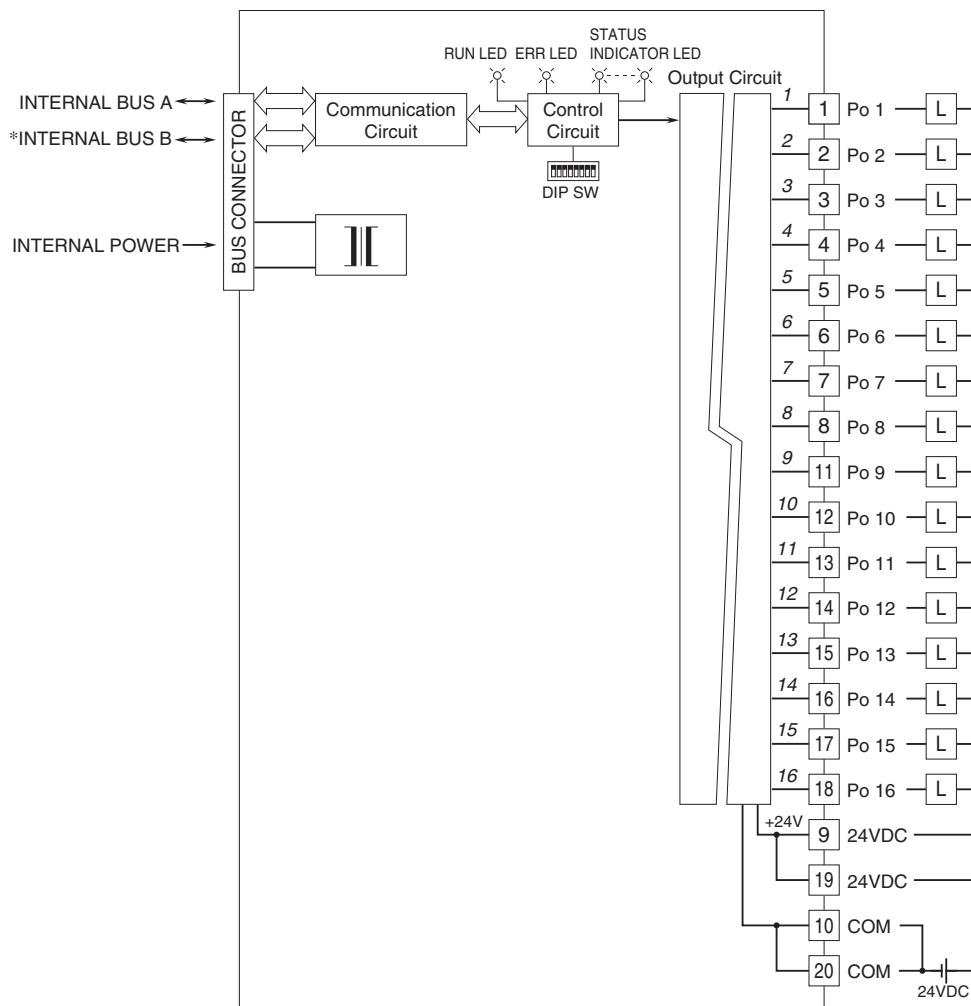 STATUS
RUN LED ERR LED INDICATOR LED
INTERNAL BUS A
*INTERNAL BUS B
INTERNAL POWER
BUS CONNECTOR
Communication
Circuit
Control
Circuit
DIP SW
Output Circuit
1 1 Po 1 L
2 2 Po 2 L
3 3 Po 3 L
4 4 Po 4 L
5 5 Po 5 L
6 6 Po 6 L
7 7 Po 7 L
8 8 Po 8 L
9 11 Po 9 L
10 12 Po 10 L
11 13 Po 11 L
12 14 Po 12 L
13 15 Po 13 L
14 16 Po 14 L
15 17 Po 15 L
16 18 Po 16 L
+24V 9 24VDC
19 24VDC
10 COM
20 COM
24VDC